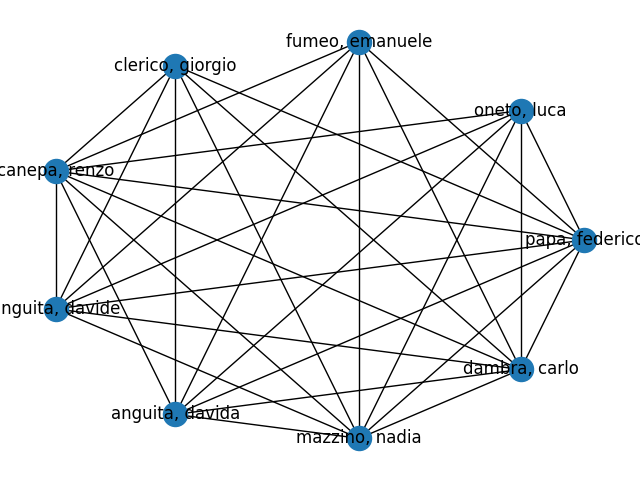 fumeo, emanuele
clerico, giorgio
oneto, luca
canepa, renzo
papa, federico
anguita, davide
dambra, carlo
anguita, davida
mazzino, nadia